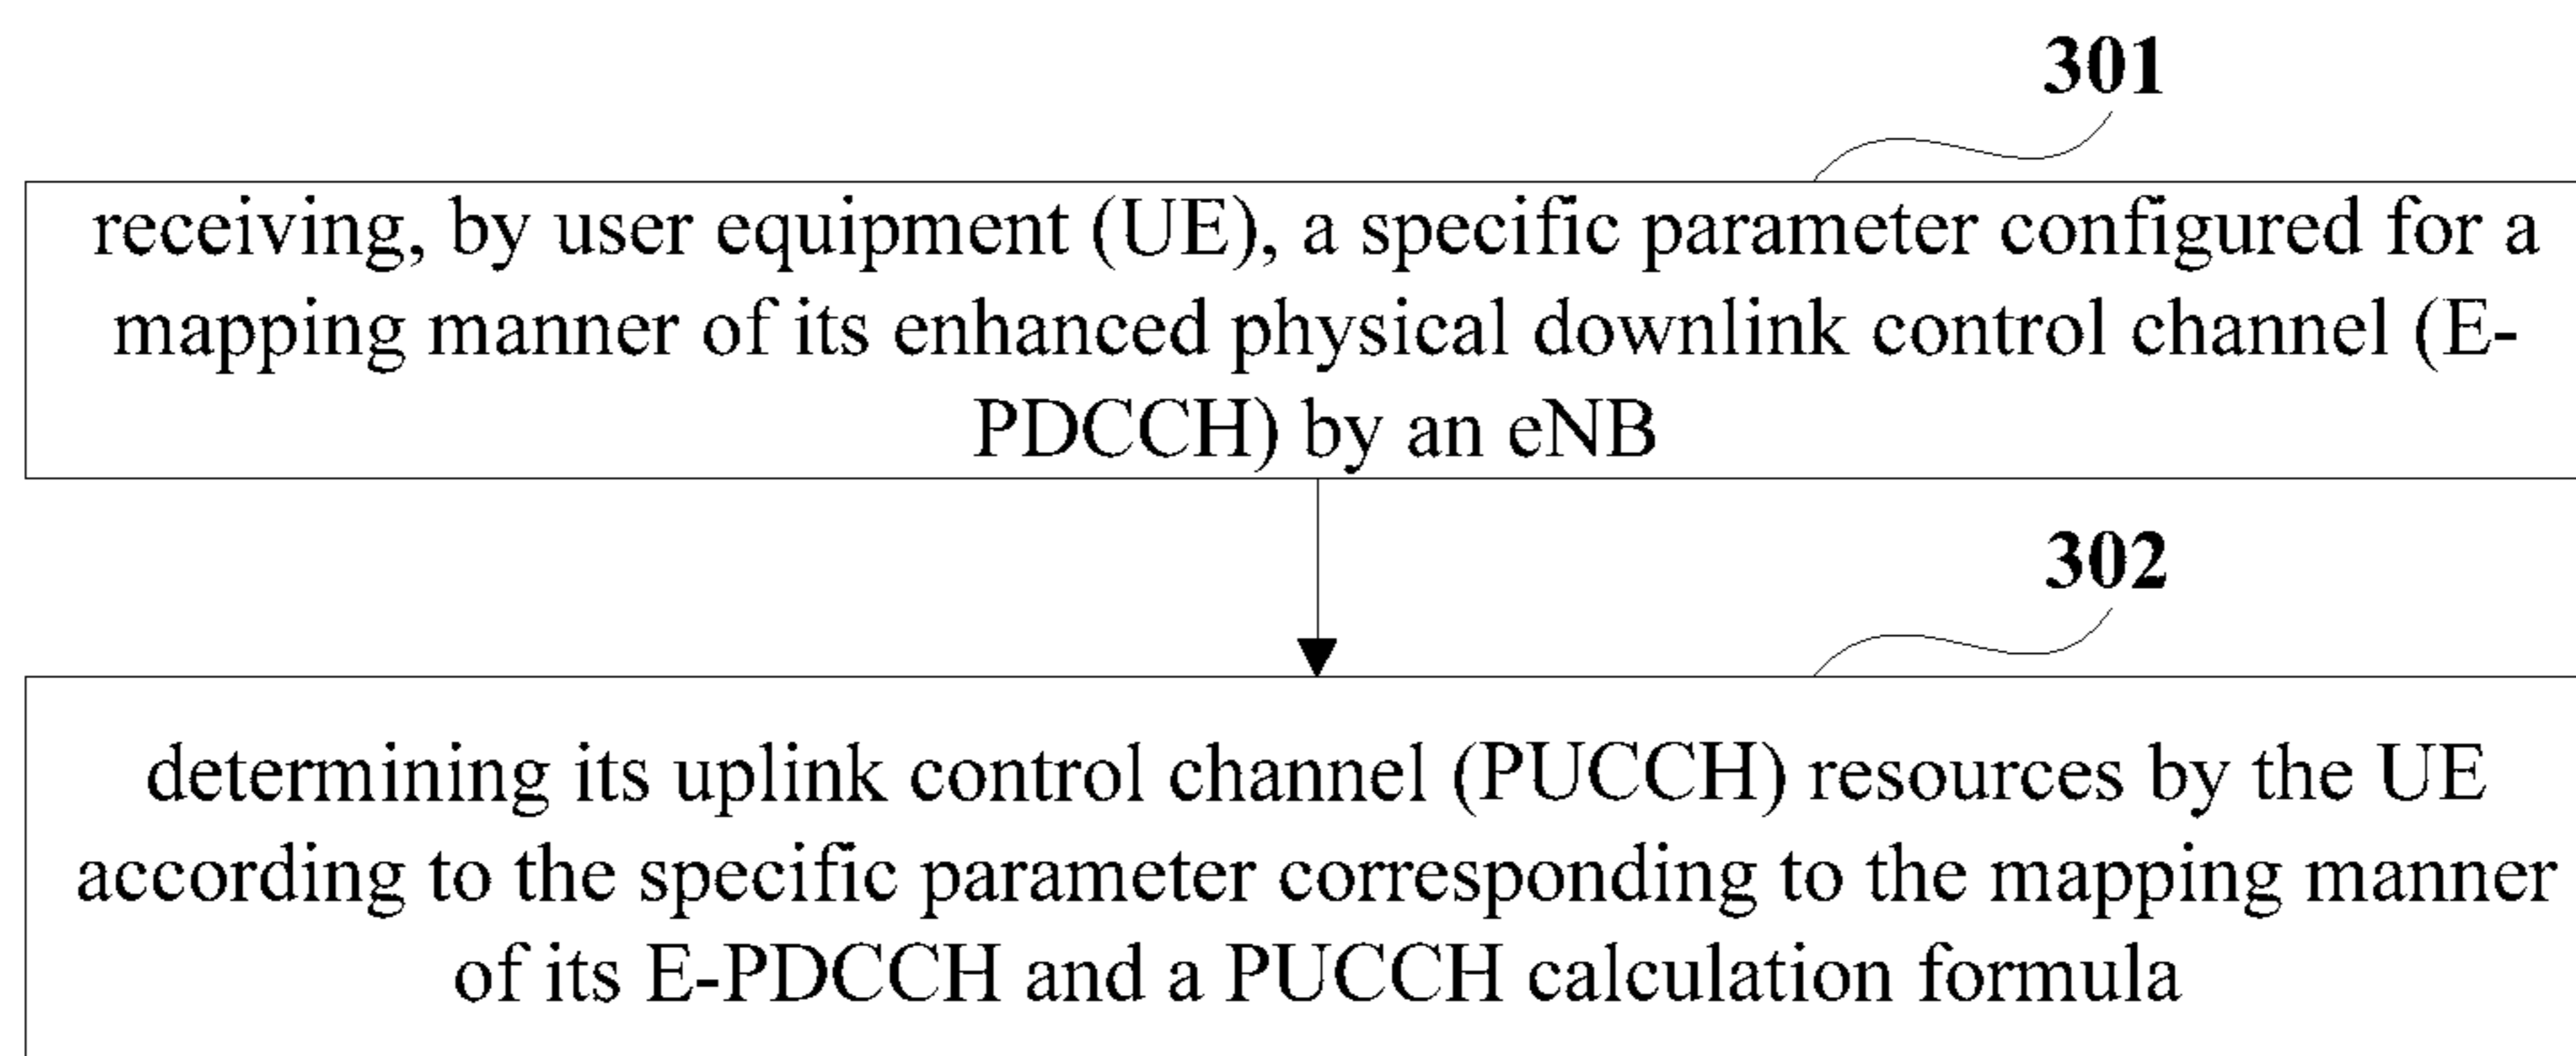 301
receiving, by user equipment (UE), a specific parameter configured for a
mapping manner of its enhanced physical downlink control channel (E-
PDCCH) by an eNB
302
determining its uplink control channel (PUCCH) resources by the UE
according to the specific parameter corresponding to the mapping manner
of its E-PDCCH and a PUCCH calculation formula